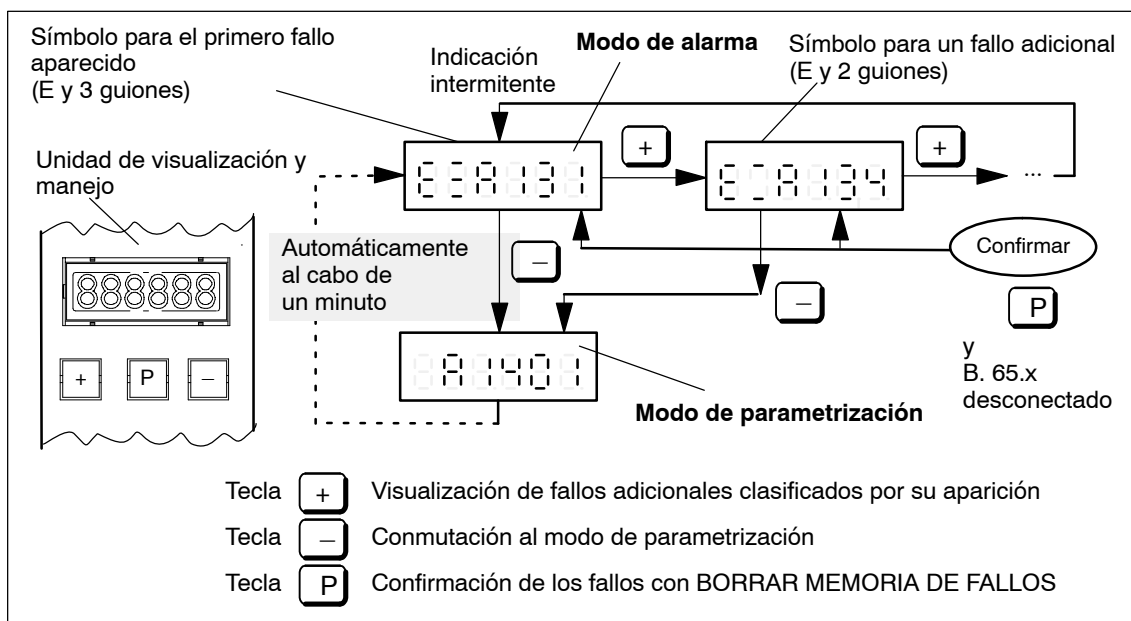 Símbolo para el primero fallo
aparecido
(E y 3 guiones)
Indicación
intermitente
Modo de alarma
Símbolo para un fallo adicional
(E y 2 guiones)
Unidad de visualización y
manejo
+
+
...
Automáticamente
al cabo de
un minuto
–
–
Confirmar
P
y
B. 65.x
desconectado
A1401
Modo de parametrización
+ P –
Tecla + Visualización de fallos adicionales clasificados por su aparición
Tecla – Conmutación al modo de parametrización
Tecla P Confirmación de los fallos con BORRAR MEMORIA DE FALLOS